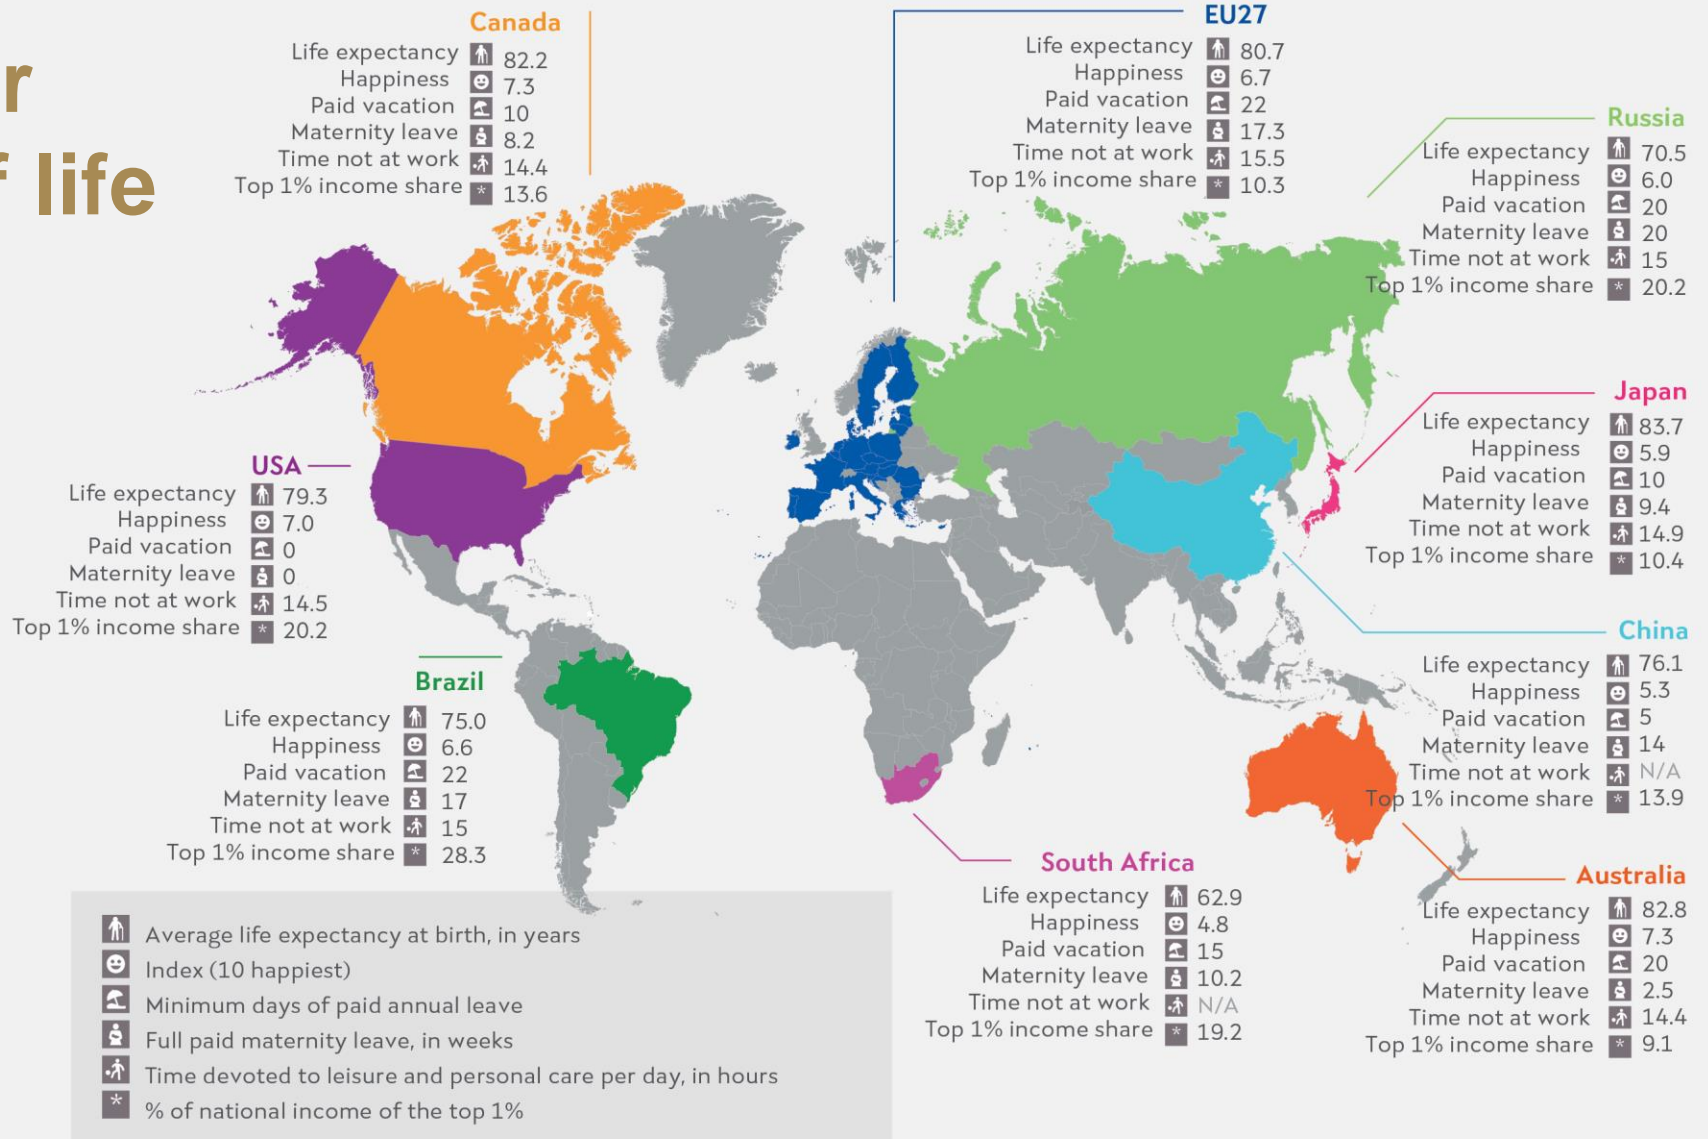 r
f life
Canada
Life expectancy 82.2
Happiness 7.3
Paid vacation 10
Maternity leave 8.2
Time not at work 14.4
Top 1% income share * 13.6
EU27
Life expectancy 80.7
Happiness 6.7
Paid vacation 22
Maternity leave 17.3
Time not at work 15.5
Top 1% income share * 10.3
Russia
Life expectancy 70.5
Happiness 6.0
Paid vacation 20
Maternity leave 20
Time not at work 15
Top 1% income share * 20.2
Japan
Life expectancy 83.7
Happiness 5.9
Paid vacation 10
Maternity leave 9.4
Time not at work 14.9
Top 1% income share * 10.4
USA
Life expectancy 79.3
Happiness 7.0
Paid vacation 0
Maternity leave 0
Time not at work 14.5
Top 1% income share * 20.2
China
Life expectancy 76.1
Happiness 5.3
Paid vacation 5
Maternity leave 14
Time not at work N/A
Top 1% income share * 13.9
Brazil
Life expectancy 75.0
Happiness 6.6
Paid vacation 22
Maternity leave 17
Time not at work 15
Top 1% income share * 28.3
South Africa
Life expectancy 62.9
Happiness 4.8
Paid vacation 15
Maternity leave 10.2
Time not at work N/A
Top 1% income share * 19.2
Australia
Life expectancy 82.8
Happiness 7.3
Paid vacation 20
Maternity leave 2.5
Time not at work 14.4
Top 1% income share * 9.1
Average life expectancy at birth, in years
Index (10 happiest)
Minimum days of paid annual leave
Full paid maternity leave, in weeks
Time devoted to leisure and personal care per day, in hours
* % of national income of the top 1%